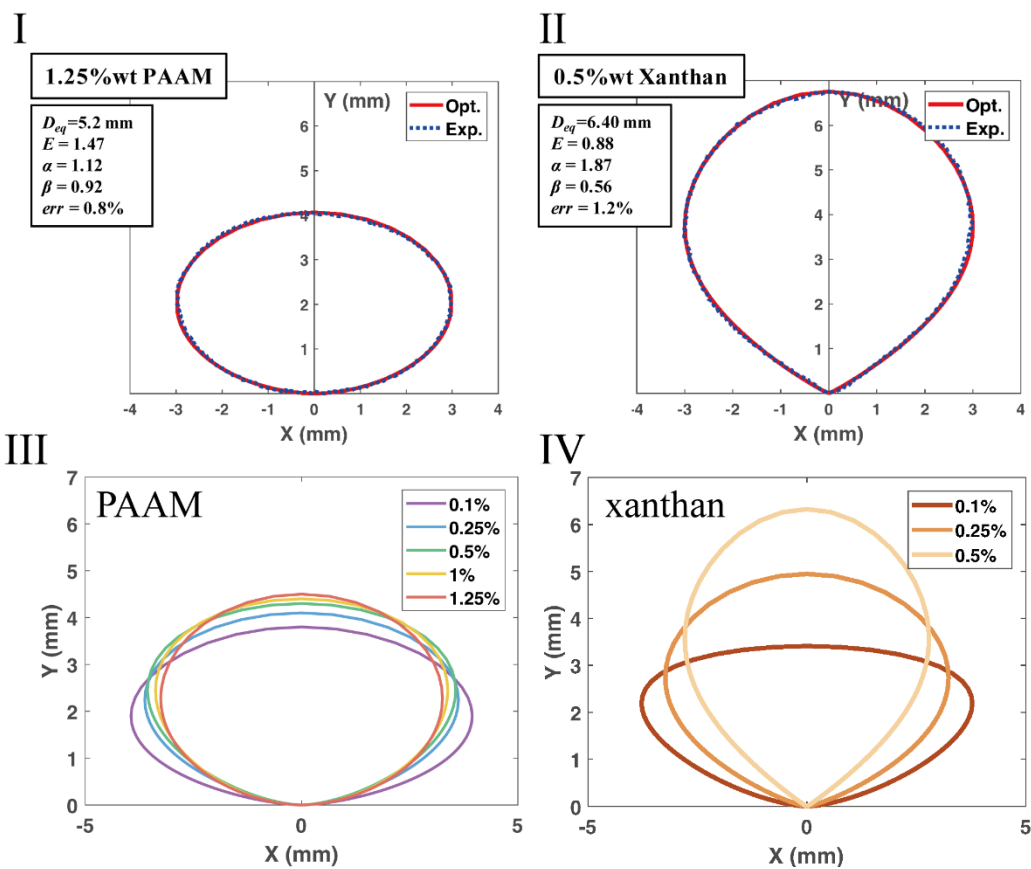 I
1.25%wt PAAM
D_eq=5.2 mm
E = 1.47
α = 1.12
β = 0.92
err = 0.8%
Y (mm)
Opt.
Exp.
6
5
4
3
2
1
-4 -3 -2 -1 0 1 2 3 4
X (mm)
II
0.5%wt Xanthan
D_eq=6.40 mm
E = 0.88
α = 1.87
β = 0.56
err = 1.2%
Y (mm)
Opt.
Exp.
6
5
4
3
2
1
-4 -3 -2 -1 0 1 2 3 4
X (mm)
III
PAAM
0.1%
0.25%
0.5%
1%
1.25%
7
6
5
4
3
2
1
0
Y (mm)
-5 0 5
X (mm)
IV
xanthan
0.1%
0.25%
0.5%
7
6
5
4
3
2
1
0
Y (mm)
-5 0 5
X (mm)